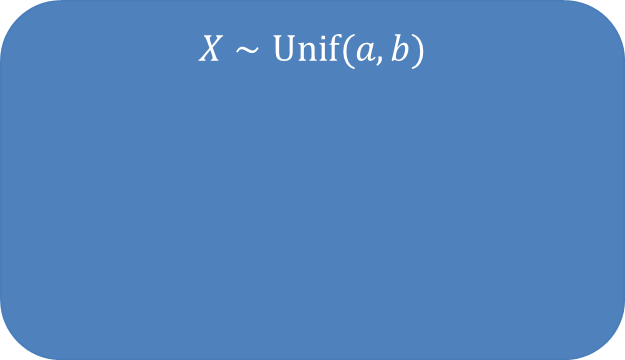 𝑋 ~ Unif(𝑎, 𝑏)